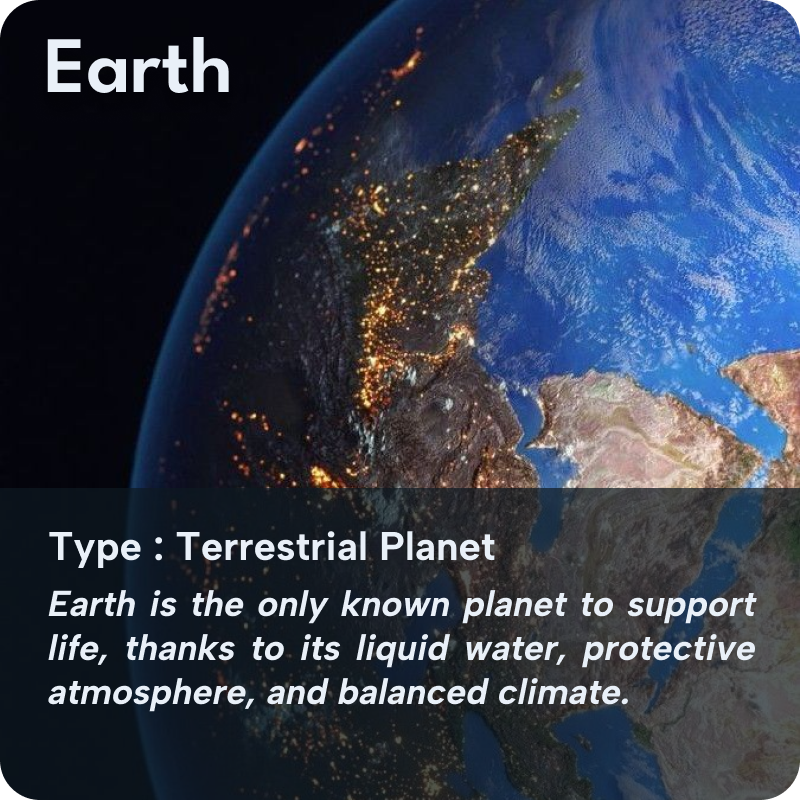 Earth
Type : Terrestrial Planet
Earth is the only known planet to support
life, thanks to its liquid water, protective
atmosphere, and balanced climate.